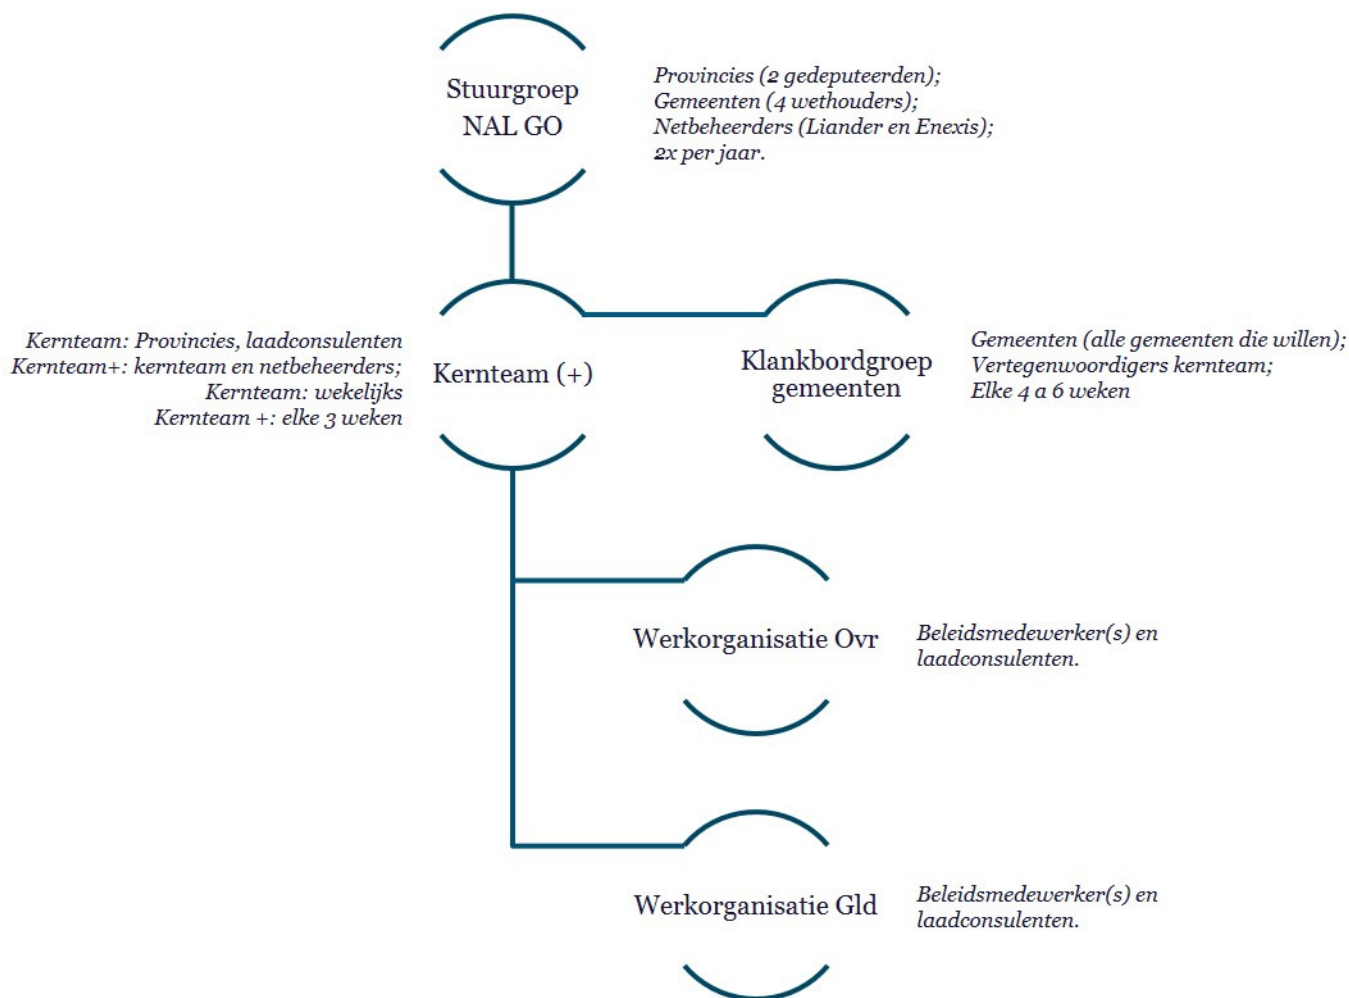 Stuurgroep
NAL GO
Provincies (2 gedeputeerden);
Gemeenten (4 wethouders);
Netbeheerders (Liander en Enexis);
2x per jaar.
Kernteam: Provincies, laadconsulenten
Kernteam+: kernteam en netbeheerders;
Kernteam: wekelijks
Kernteam +: elke 3 weken
Kernteam (+)
Klankbordgroep
gemeenten
Gemeenten (alle gemeenten die willen);
Vertegenwoordigers kernteam;
Elke 4 a 6 weken
Werkorganisatie Ovr
Beleidsmedewerker(s) en
laadconsulenten.
Werkorganisatie Gld
Beleidsmedewerker(s) en
laadconsulenten.